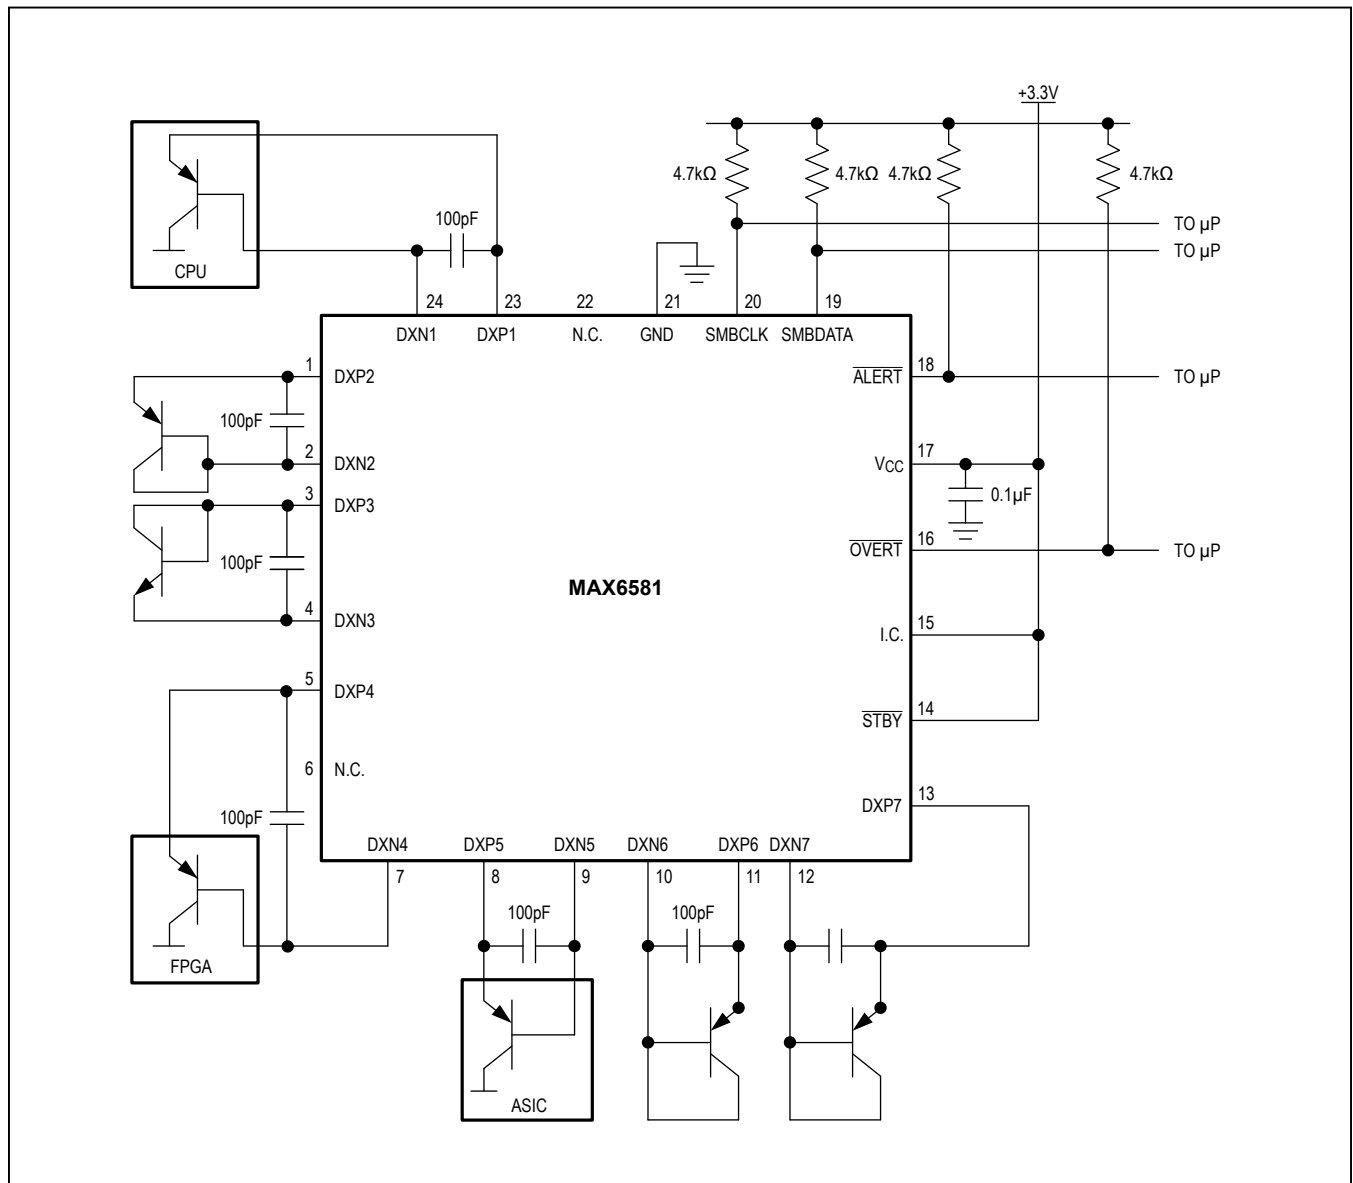 +3.3V
4.7kΩ
4.7kΩ
4.7kΩ
4.7kΩ
TO µP
TO µP
100pF
CPU
24
23
22
21
20
19
DXN1
DXP1
N.C.
GND
SMBCLK
SMBDATA
1
DXP2
100pF
2
DXN2
3
DXP3
100pF
4
DXN3
5
DXP4
6
N.C.
100pF
FPGA
MAX6581
18
ALERT
TO µP
17
VCC
0.1µF
16
OVERT
TO µP
15
I.C.
14
STBY
13
DXP7
DXN4
DXP5
DXN5
DXN6
DXP6
DXN7
7
8
9
10
11
12
100pF
100pF
ASIC